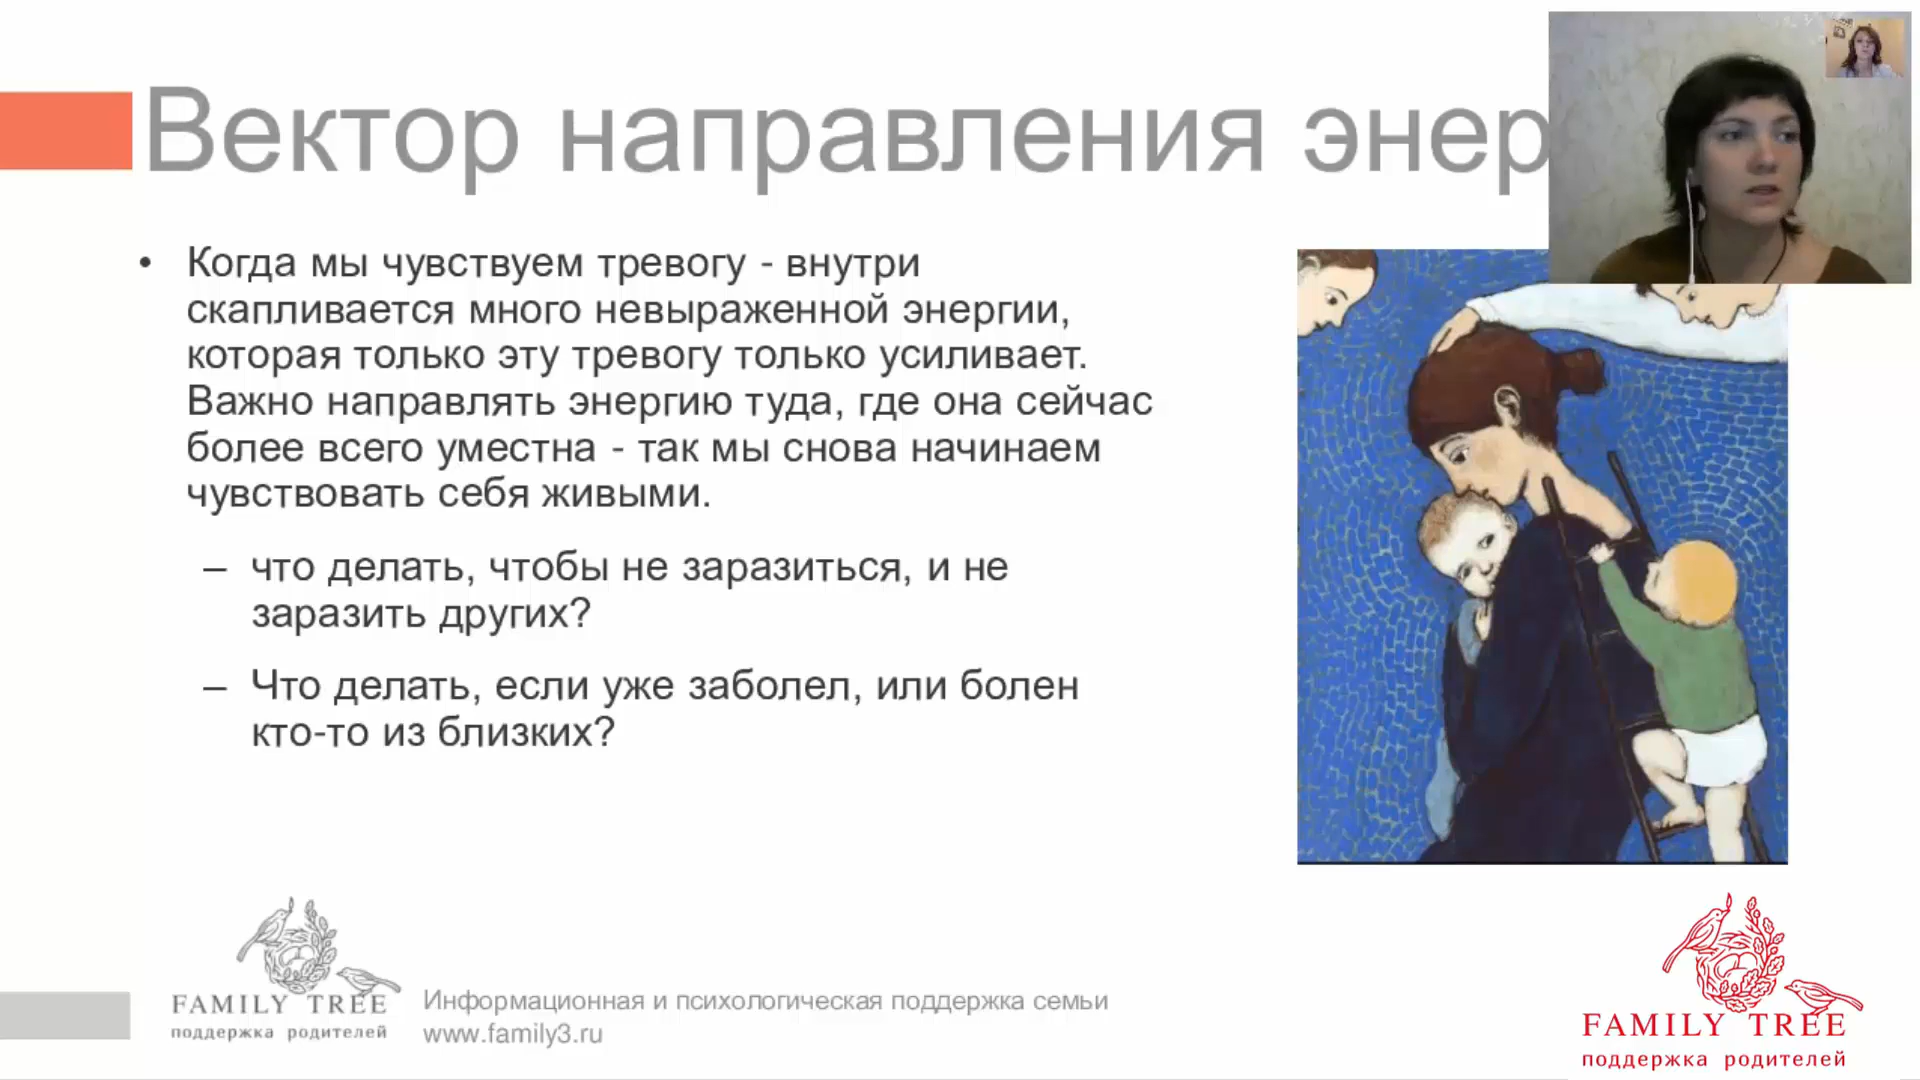 Вектор направления энер
• Когда мы чувствуем тревогу - внутри
скапливается много невыраженной энергии,
которая только эту тревогу только усиливает.
Важно направлять энергию туда, где она сейчас
более всего уместна - так мы снова начинаем
чувствовать себя живыми.
– что делать, чтобы не заразиться, и не
заразить других?
– Что делать, если уже заболел, или болен
кто-то из близких?
FAMILY TREE
поддержка родителей
Информационная и психологическая поддержка семьи
www.family3.ru
FAMILY TREE
поддержка родителей